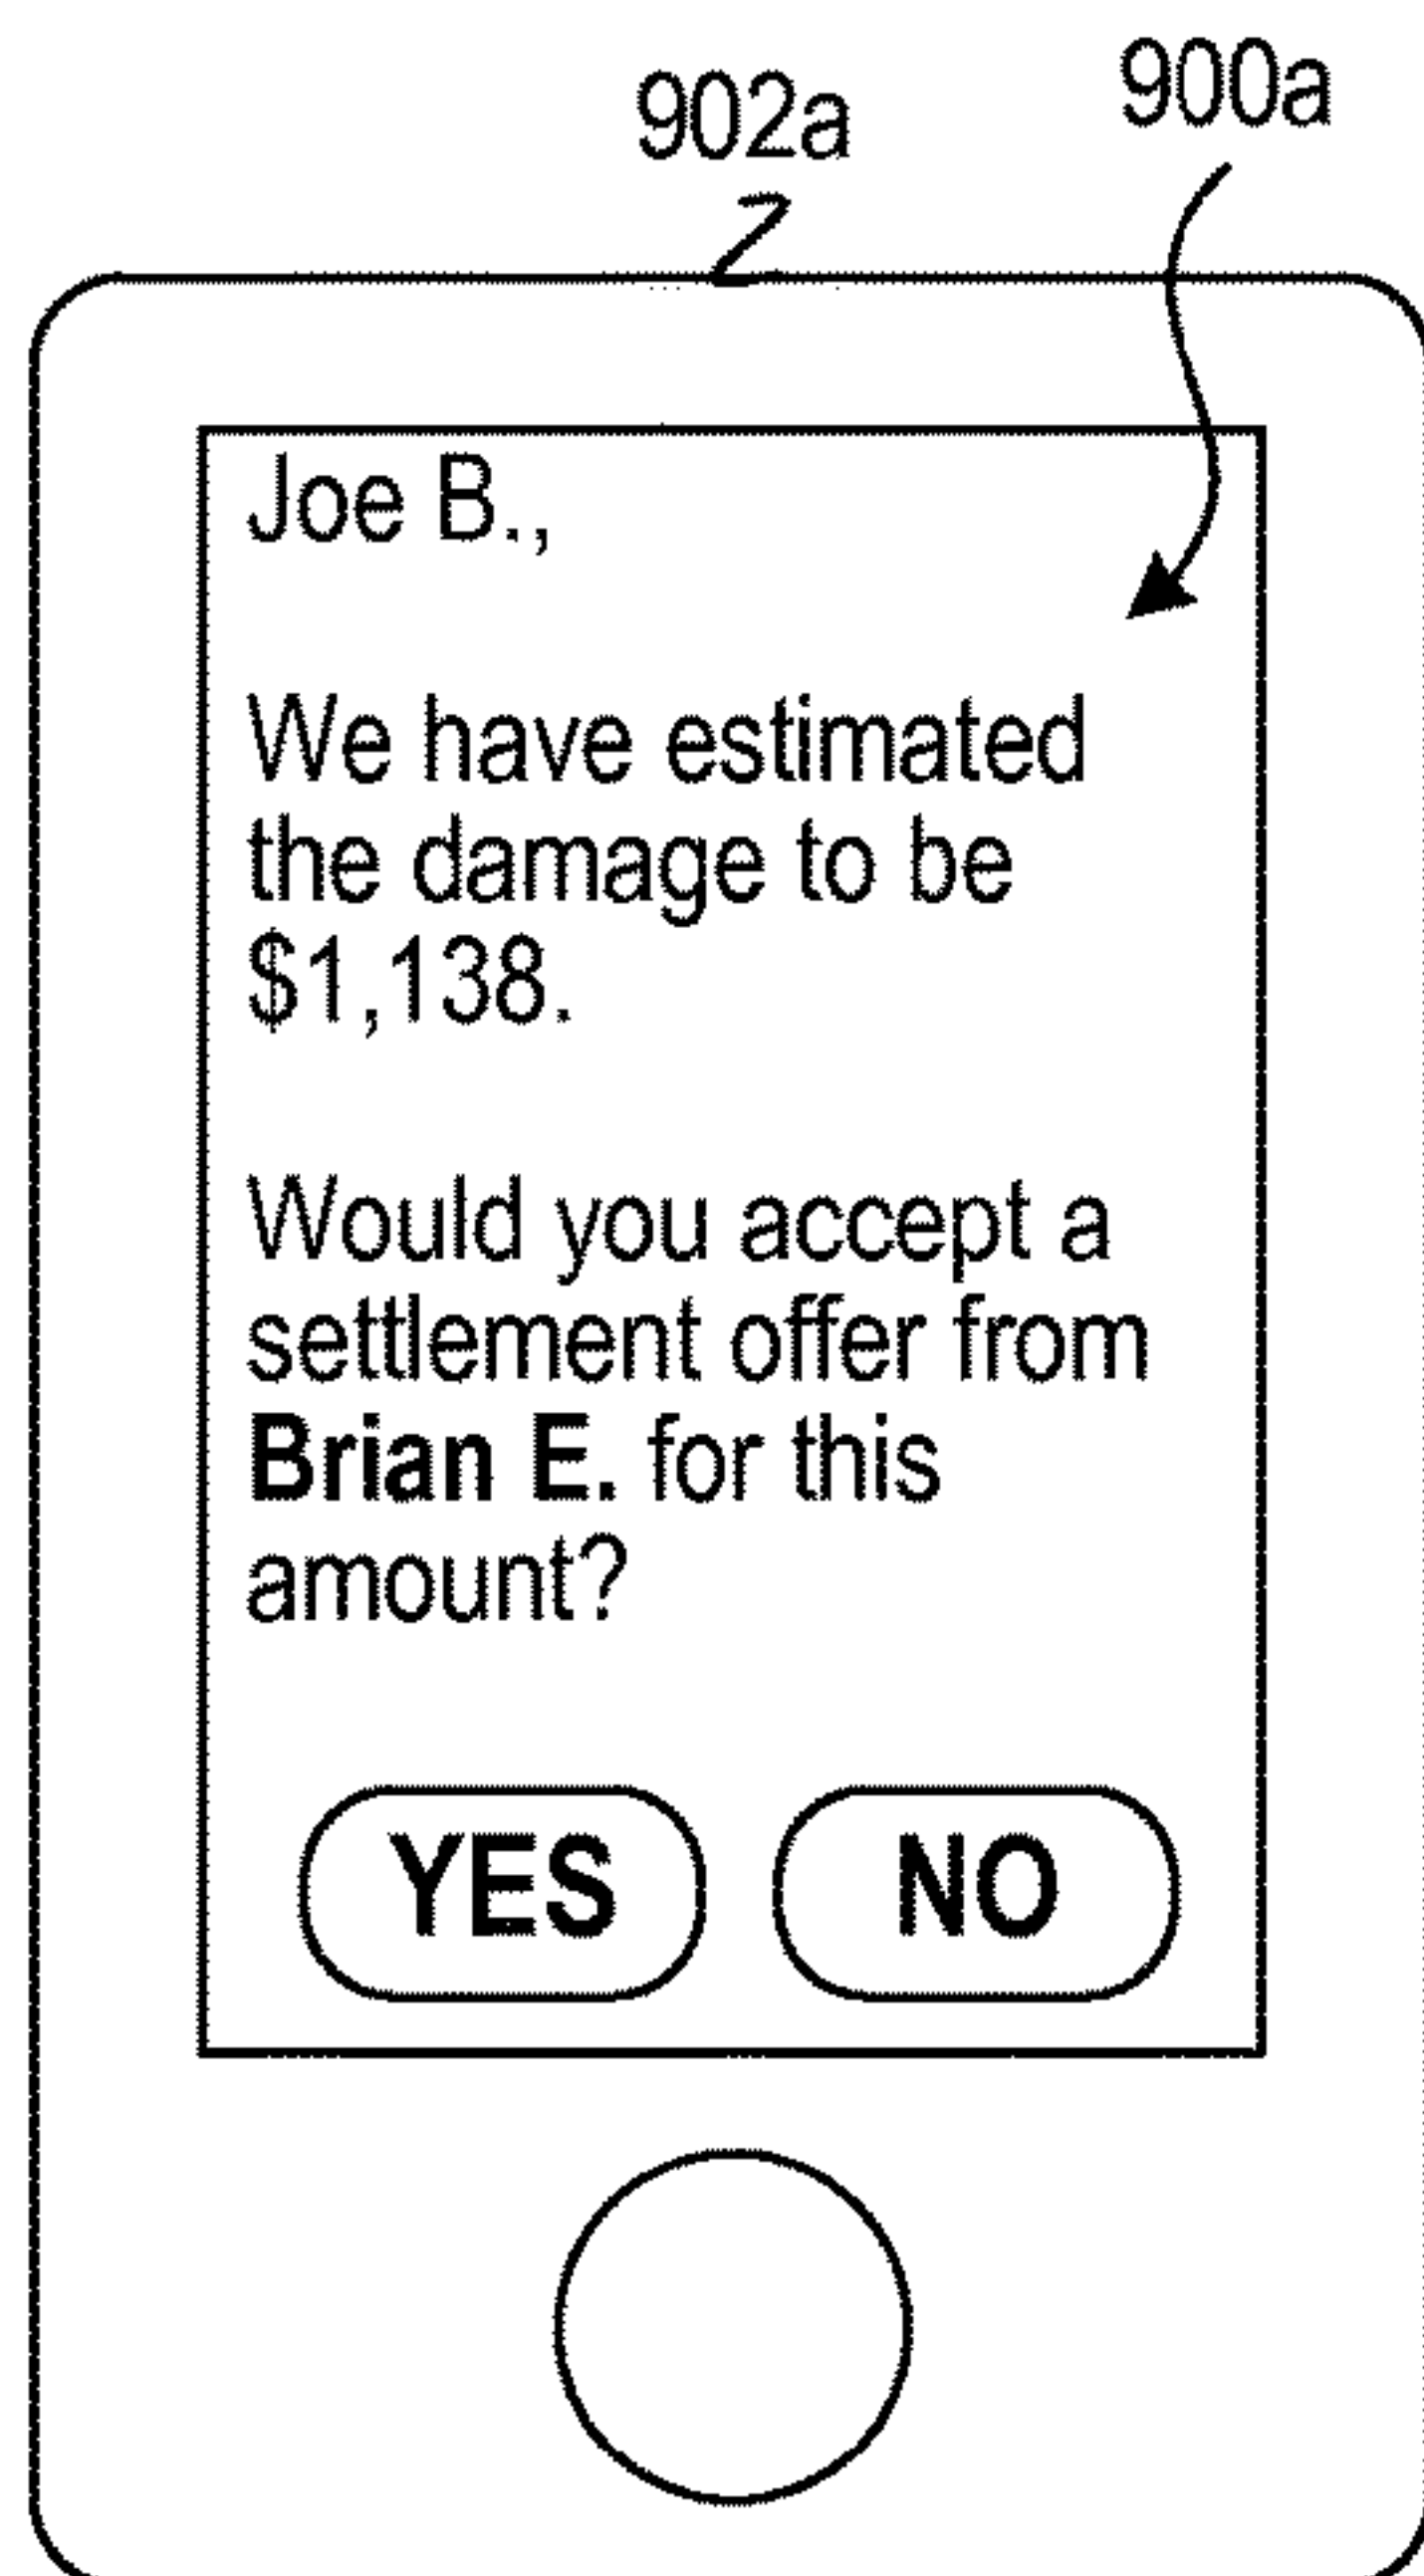 902a
900a
Joe B.,
We have estimated
the damage to be
$1,138.
Would you accept a
settlement offer from
Brian E. for this
amount?
YES NO